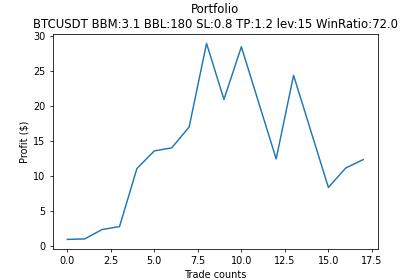 Portfolio
BTCUSDT BBM:3.1 BBL:180 SL:0.8 TP:1.2 lev:15 WinRatio:72.0
30
25
20
15
10
5
0
Profit ($)
0.0 2.5 5.0 7.5 10.0 12.5 15.0 17.5
Trade counts